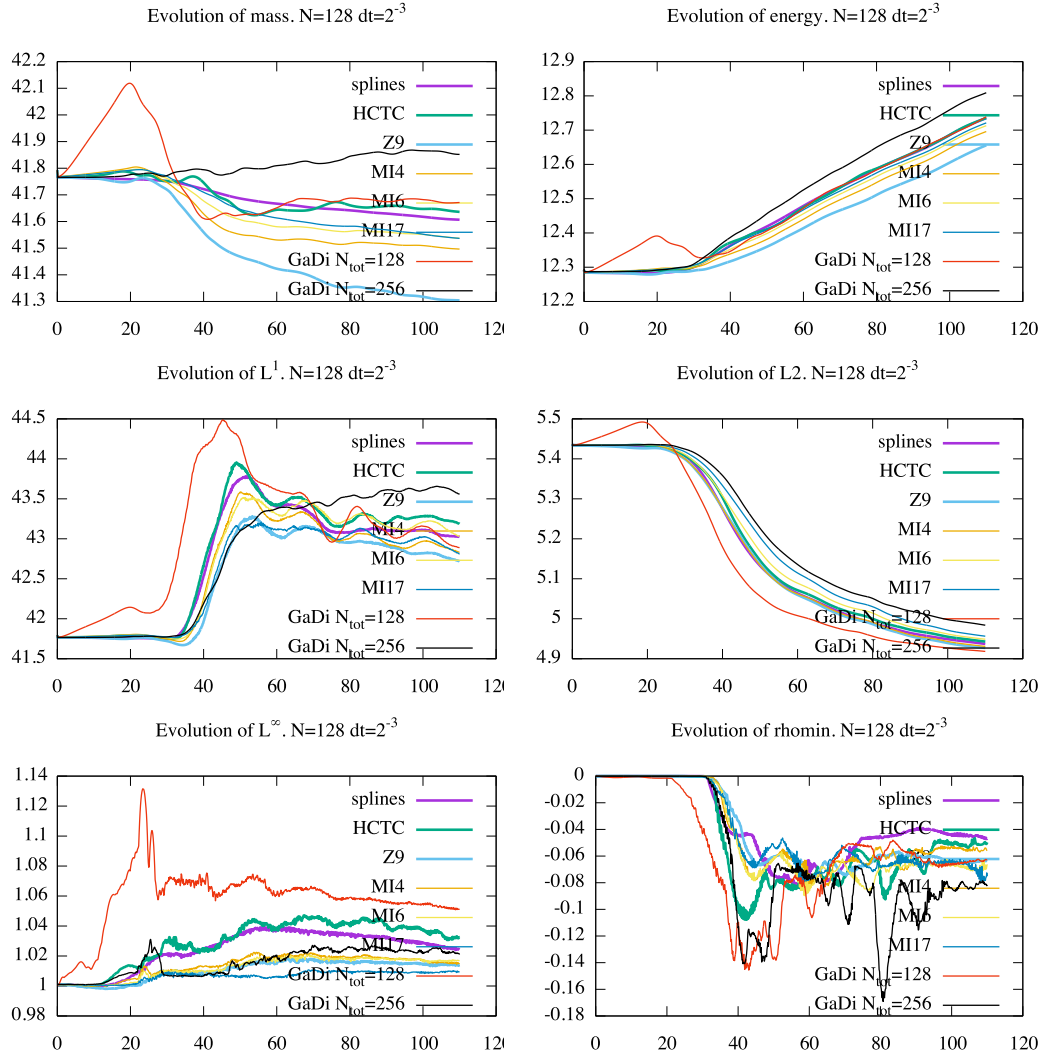 Evolution of mass. N=128 dt=2⁻³
42.2
42.1
42
41.9
41.8
41.7
41.6
41.5
41.4
41.3
splines
HCTC
Z9
MI4
MI6
MI17
GaDi N_tot=128
GaDi N_tot=256
0 20 40 60 80 100 120
Evolution of energy. N=128 dt=2⁻³
12.9
12.8
12.7
12.6
12.5
12.4
12.3
12.2
splines
HCTC
Z9
MI4
MI6
MI17
GaDi N_tot=128
GaDi N_tot=256
0 20 40 60 80 100 120
Evolution of L¹. N=128 dt=2⁻³
44.5
44
43.5
43
42.5
42
41.5
splines
HCTC
Z9
MI4
MI6
MI17
GaDi N_tot=128
GaDi N_tot=256
0 20 40 60 80 100 120
Evolution of L2. N=128 dt=2⁻³
5.5
5.4
5.3
5.2
5.1
5
4.9
splines
HCTC
Z9
MI4
MI6
MI17
GaDi N_tot=128
GaDi N_tot=256
0 20 40 60 80 100 120
Evolution of L^∞. N=128 dt=2⁻³
1.14
1.12
1.1
1.08
1.06
1.04
1.02
1
0.98
splines
HCTC
Z9
MI4
MI6
MI17
GaDi N_tot=128
GaDi N_tot=256
0 20 40 60 80 100 120
Evolution of rhomin. N=128 dt=2⁻³
0
-0.02
-0.04
-0.06
-0.08
-0.1
-0.12
-0.14
-0.16
-0.18
splines
HCTC
MI4
MI6
MI17
GaDi N_tot=128
GaDi N_tot=256
0 20 40 60 80 100 120